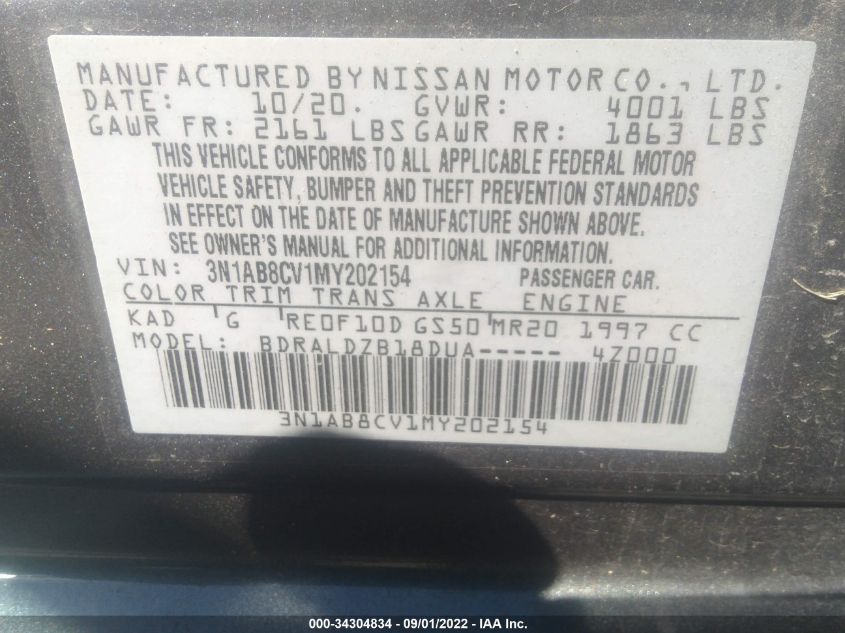 MANUFACTURED BY NISSAN MOTOR CO., LTD.
DATE: 10/20. GVWR: 4001 LBS
GAWR FR: 2161 LBS GAWR RR: 1863 LBS
THIS VEHICLE CONFORMS TO ALL APPLICABLE FEDERAL MOTOR
VEHICLE SAFETY, BUMPER AND THEFT PREVENTION STANDARDS
IN EFFECT ON THE DATE OF MANUFACTURE SHOWN ABOVE.
SEE OWNER'S MANUAL FOR ADDITIONAL INFORMATION.
VIN: 3N1AB8CV1MY202154 PASSENGER CAR.
COLOR TRIM TRANS AXLE ENGINE
KAD G RE0F10D GS50 MR20 1997 CC
MODEL: BDRALDZB18DUA----- 4Z000
3N1AB8CV1MY202154
000-34304834 - 09/01/2022 - IAA Inc.